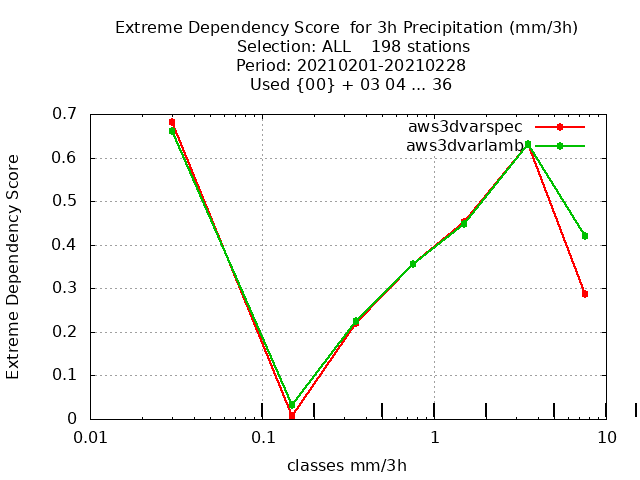 Extreme Dependency Score  for 3h Precipitation (mm/3h)
Selection: ALL    198 stations
Period: 20210201-20210228
Used {00} + 03 04 ... 36
aws3dvarspec
aws3dvarlamb
Extreme Dependency Score
0.7
0.6
0.5
0.4
0.3
0.2
0.1
0
0.01 0.1 1 10
classes mm/3h